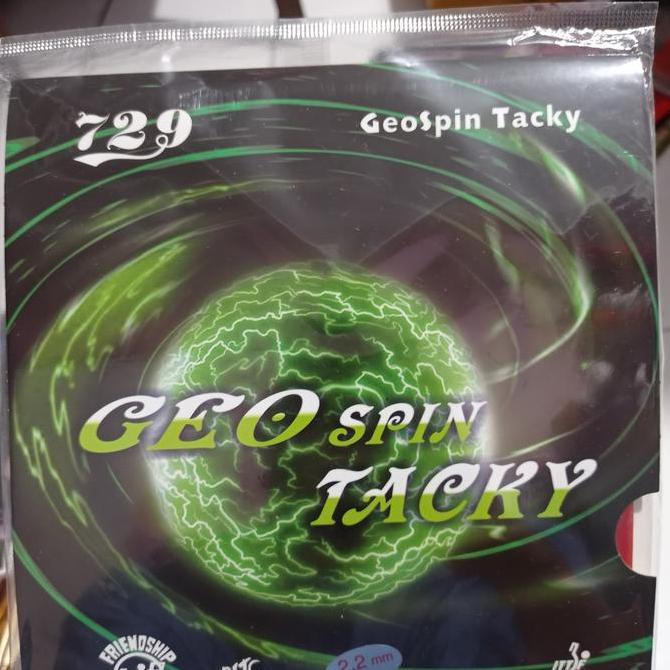 729
GeoSpin Tacky
GEO SPIN
TACKY
FRIENDSHIP
2.2 mm